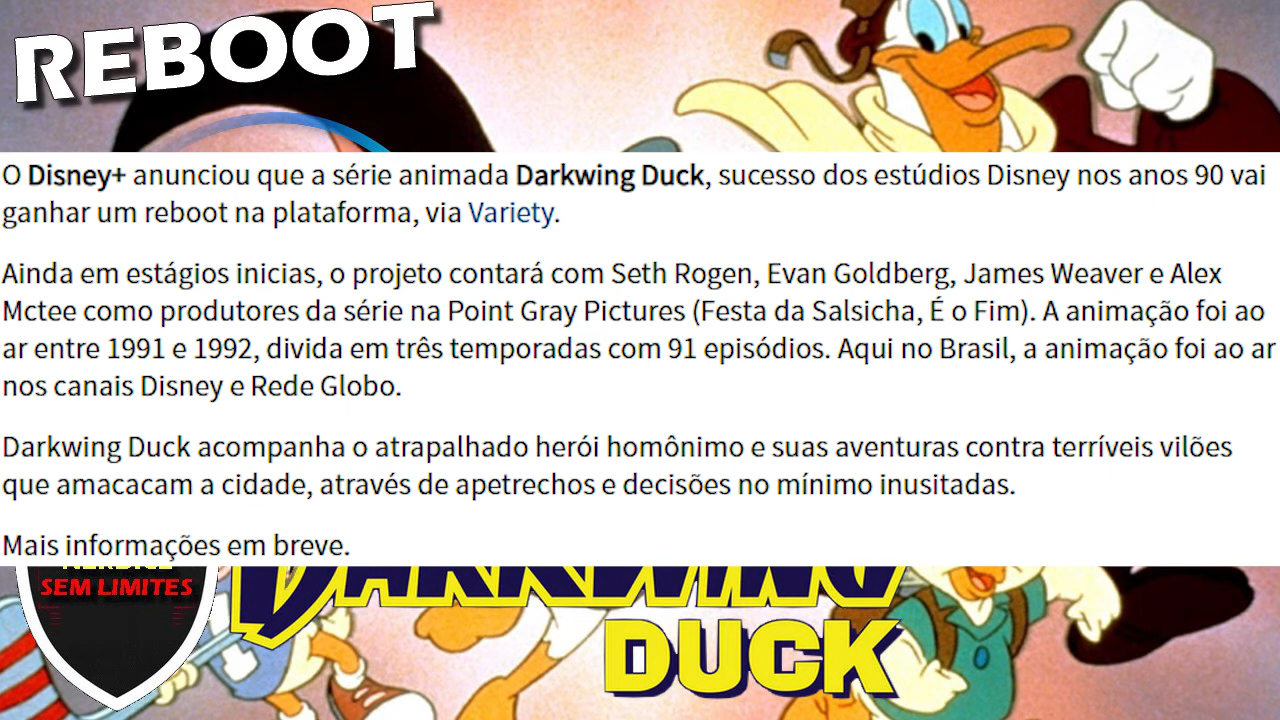 REBOOT
O Disney+ anunciou que a série animada Darkwing Duck, sucesso dos estúdios Disney nos anos 90 vai
ganhar um reboot na plataforma, via Variety.
Ainda em estágios inicias, o projeto contará com Seth Rogen, Evan Goldberg, James Weaver e Alex
Mctee como produtores da série na Point Gray Pictures (Festa da Salsicha, É o Fim). A animação foi ao
ar entre 1991 e 1992, divida em três temporadas com 91 episódios. Aqui no Brasil, a animação foi ao ar
nos canais Disney e Rede Globo.
Darkwing Duck acompanha o atrapalhado herói homônimo e suas aventuras contra terríveis vilões
que amacacam a cidade, através de apetrechos e decisões no mínimo inusitadas.
Mais informações em breve.
SEM LIMITES
DARKWING
DUCK